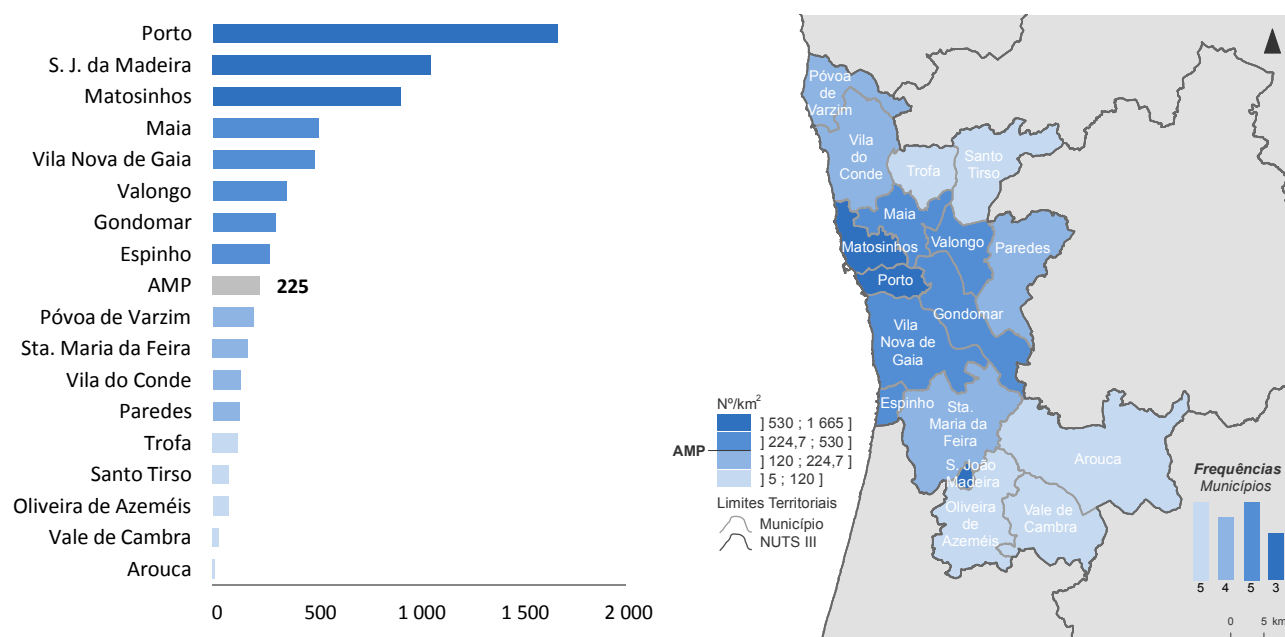 Porto
S. J. da Madeira
Matosinhos
Maia
Vila Nova de Gaia
Valongo
Gondomar
Espinho
AMP
225
Póvoa de Varzim
Sta. Maria da Feira
Vila do Conde
Paredes
Trofa
Santo Tirso
Oliveira de Azeméis
Vale de Cambra
Arouca
0 500 1 000 1 500 2 000
Póvoa
de
Varzim
Vila
do
Conde
Trofa
Santo
Tirso
Maia
Matosinhos
Valongo
Paredes
Porto
Gondomar
Vila
Nova de
Gaia
Espinho
Sta.
Maria da
Feira
Arouca
S. João
Madeira
Oliveira
de
Azeméis
Vale de
Cambra
Nº/km²
] 530 ; 1 665 ]
] 224,7 ; 530 ]
AMP
] 120 ; 224,7 ]
] 5 ; 120 ]
Limites Territoriais
Município
NUTS III
Frequências
Municípios
5 4 5 3
0 5 km